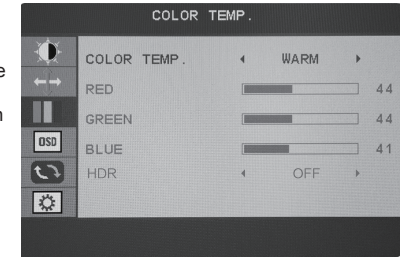 COLOR TEMP.
COLOR TEMP. WARM
RED 44
GREEN 44
BLUE 41
HDR OFF
OSD